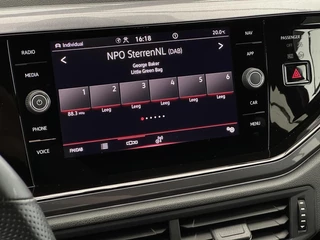 Individual 16:18 20.0°C
NPO SterrenNL (DAB)
George Baker
Little Green Bag
1 2 3 4 5 6
88.3 MHz Leeg Leeg Leeg Leeg Leeg
FM/DAB
RADIO
MEDIA
PHONE
VOICE
NAV
APP
CAR
MENU
PASSENGER